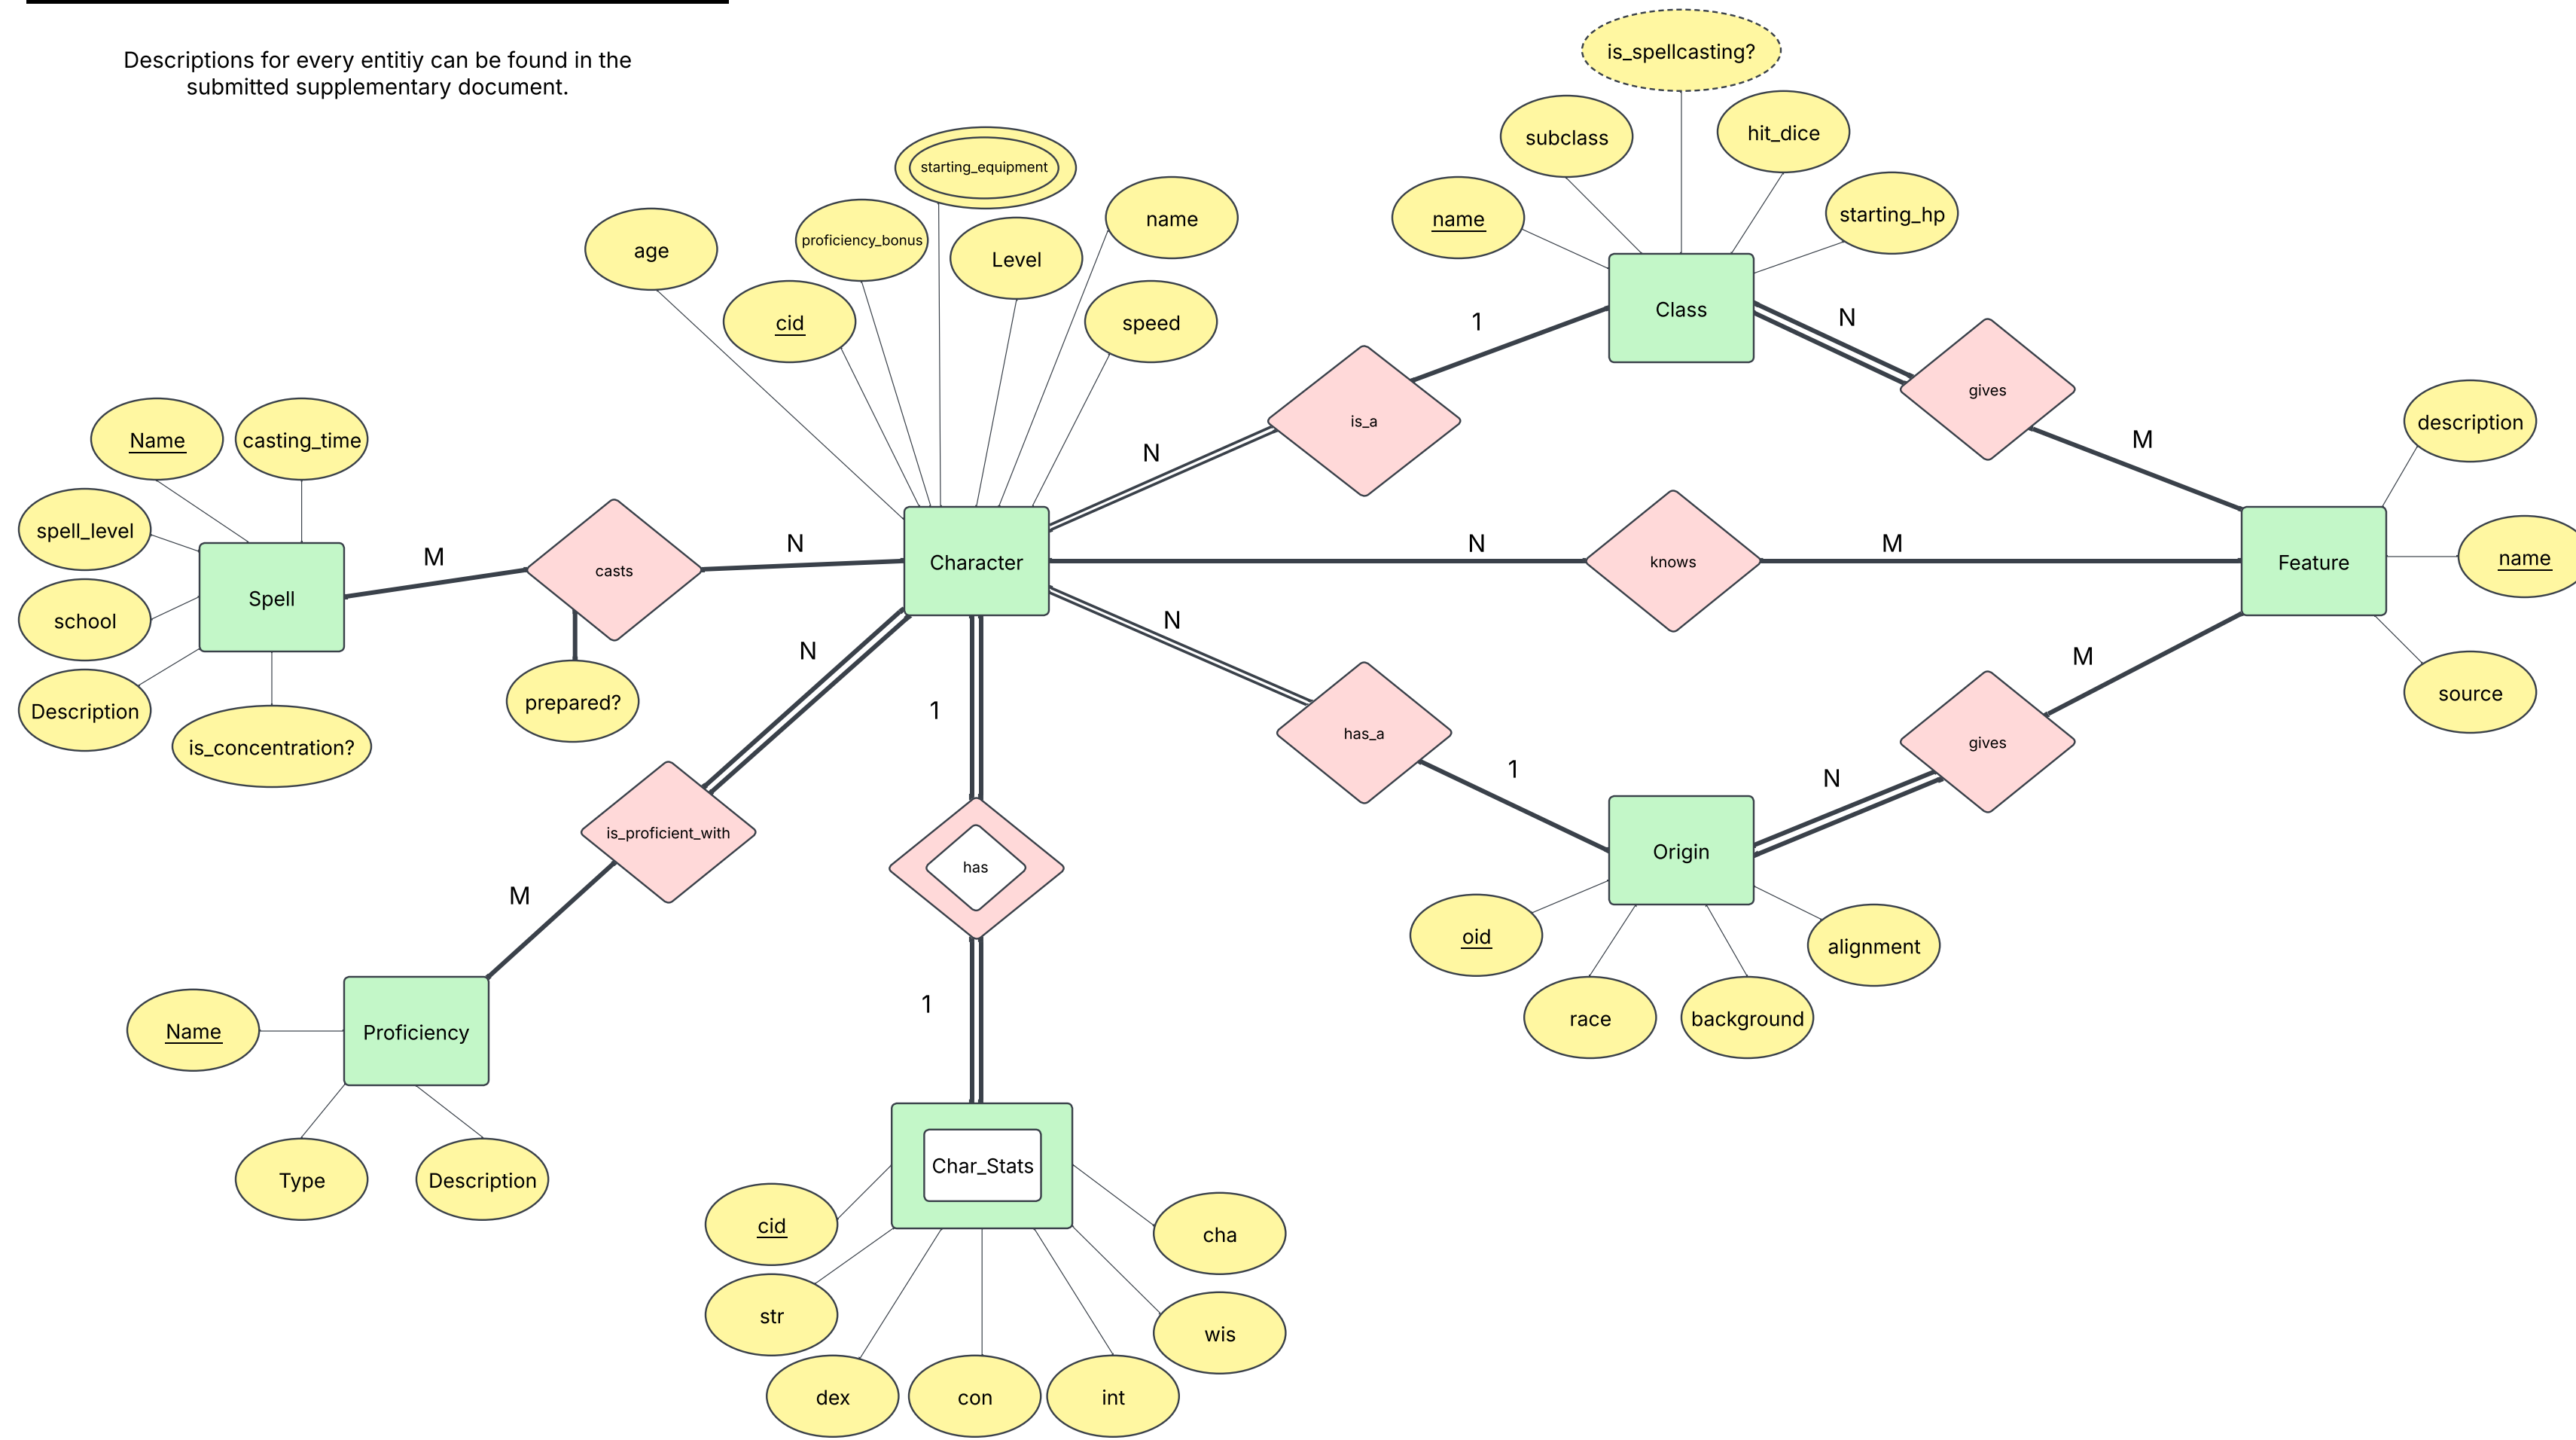 Descriptions for every entitiy can be found in the
submitted supplementary document.
is_spellcasting?
subclass
hit_dice
name
starting_hp
Class
starting_equipment
age
proficiency_bonus
Level
name
cid
speed
1
N
gives
is_a
N
M
description
Name
casting_time
spell_level
school
Description
is_concentration?
Spell
M
casts
N
prepared?
Character
N
knows
M
Feature
name
source
N
1
N
has_a
1
M
gives
N
Origin
oid
race
background
alignment
is_proficient_with
M
has
1
Proficiency
Name
Type
Description
Char_Stats
cid
str
dex
con
int
wis
cha